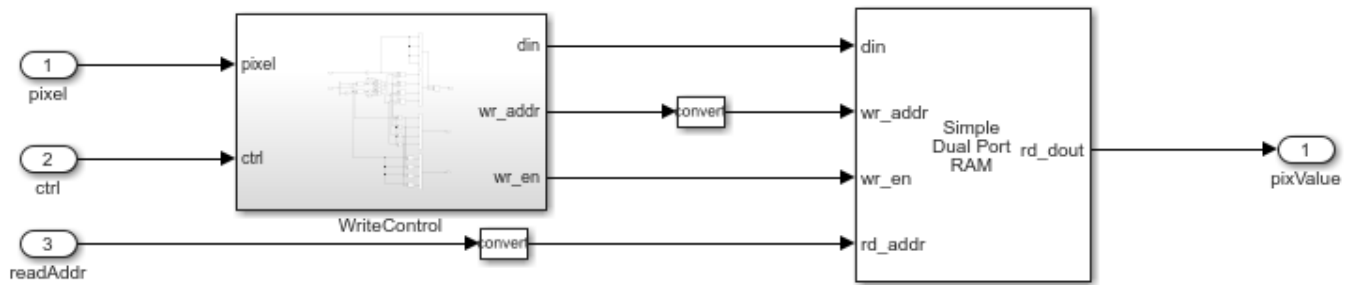 1
pixel
2
ctrl
3
readAddr
pixel
ctrl
din
wr_addr
wr_en
WriteControl
convert
convert
din
wr_addr
wr_en
rd_addr
Simple
Dual Port
RAM
rd_dout
1
pixValue